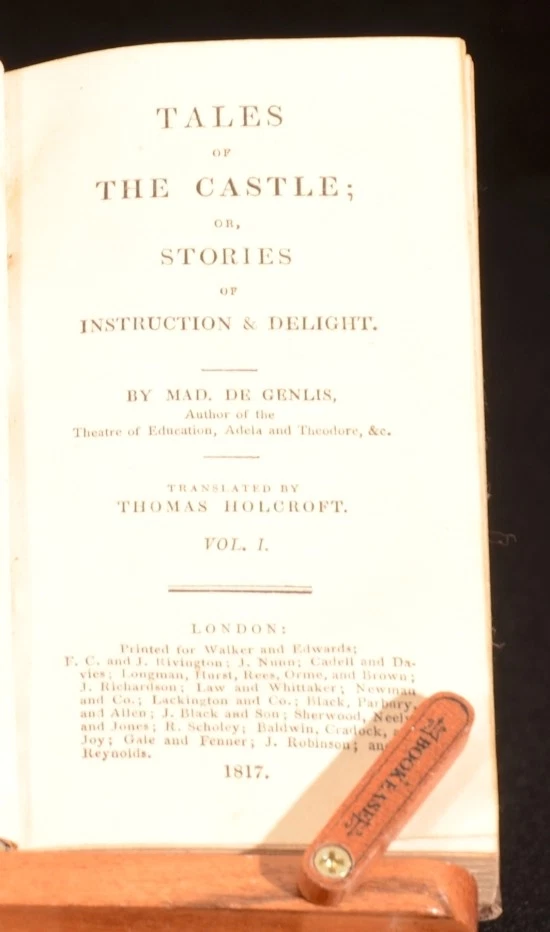 TALES
OF
THE CASTLE;
OR,
STORIES
OF
INSTRUCTION & DELIGHT.
BY MAD. DE GENLIS,
Author of the
Theatre of Education, Adela and Theodore, &c.
TRANSLATED BY
THOMAS HOLCROFT.
VOL. I.
LONDON:
Printed for Walker and Edwards;
F. C. and J. Rivington; J. Nunn; Cadell and Da-
vies; Longman, Hurst, Rees, Orme, and Brown;
J. Richardson; Law and Whittaker; Newman
and Co.; Lackington and Co.; Black, Parbury,
and Allen; J. Black and Son; Sherwood, Neely
and Jones; R. Scholey; Baldwin, Cradock,
Joy; Gale and Fenner; J. Robinson;
Reynolds.
1817.
BOOK EASEL